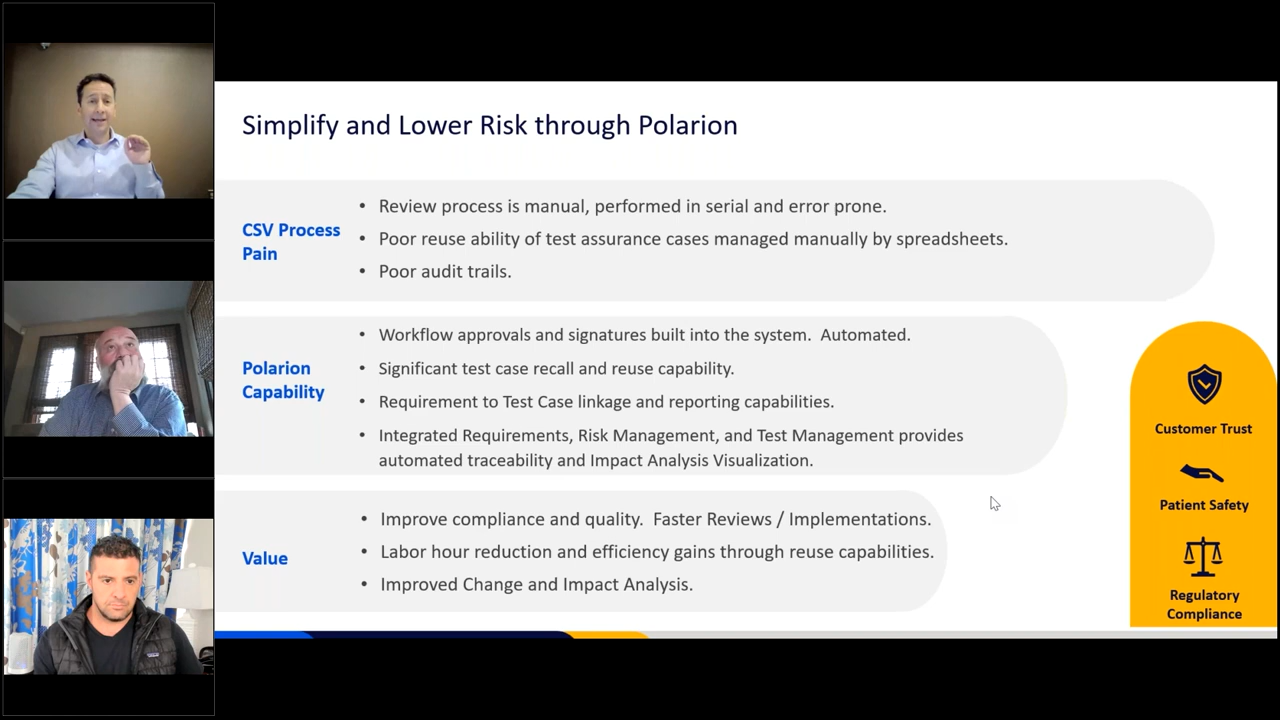 Simplify and Lower Risk through Polarion
CSV Process
Pain
• Review process is manual, performed in serial and error prone.
• Poor reuse ability of test assurance cases managed manually by spreadsheets.
• Poor audit trails.
Polarion
Capability
• Workflow approvals and signatures built into the system.  Automated.
• Significant test case recall and reuse capability.
• Requirement to Test Case linkage and reporting capabilities.
• Integrated Requirements, Risk Management, and Test Management provides
automated traceability and Impact Analysis Visualization.
Value
• Improve compliance and quality.  Faster Reviews / Implementations.
• Labor hour reduction and efficiency gains through reuse capabilities.
• Improved Change and Impact Analysis.
Customer Trust
Patient Safety
Regulatory
Compliance